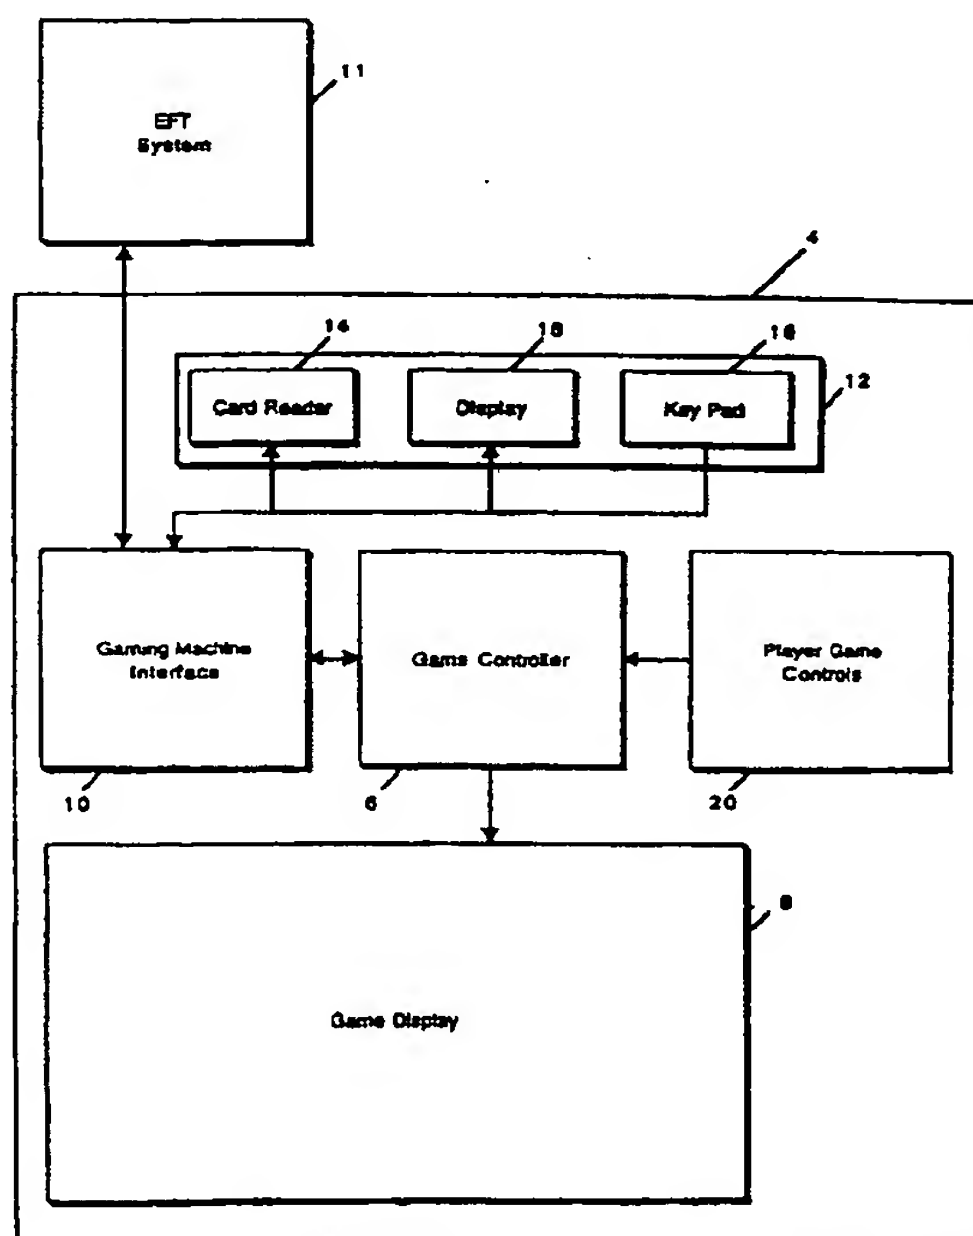 11
EFT
System
4
14
18
16
12
Card Reader
Display
Key Pad
Gaming Machine
Interface
Game Controller
Player Game
Controls
10
6
20
8
Game Display